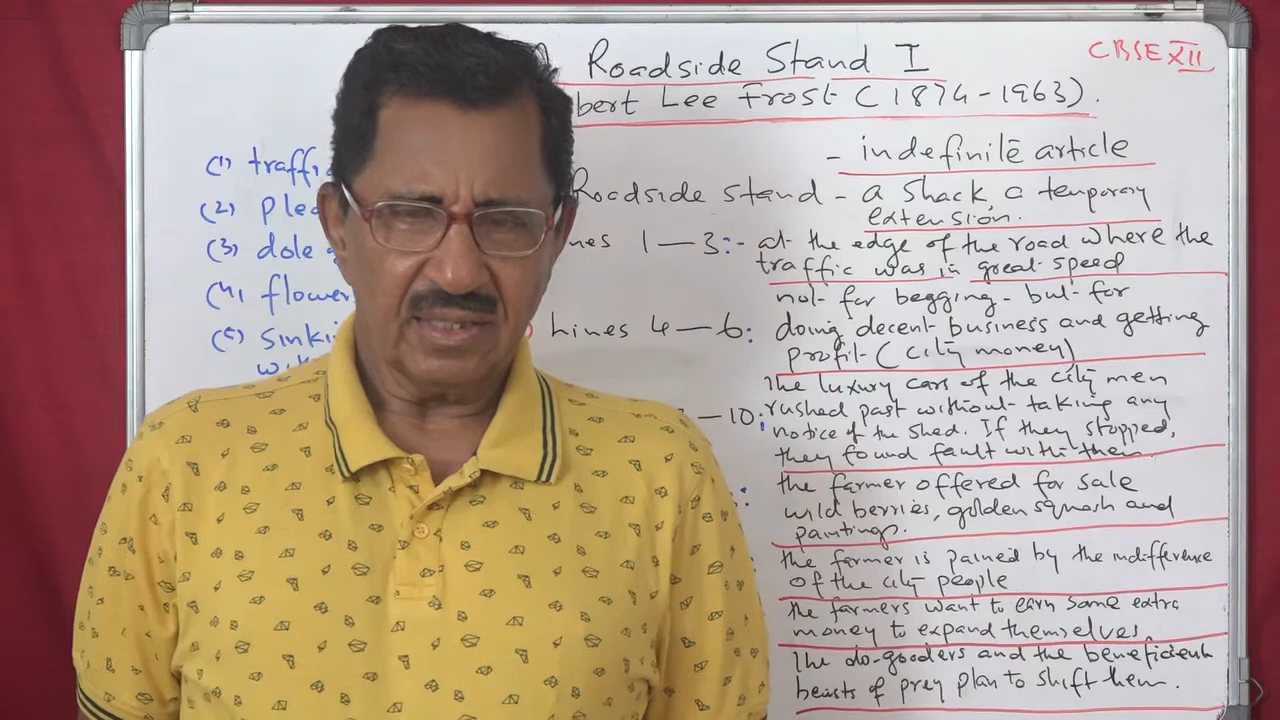 Roadside Stand I
CBSE XII
bert Lee Frost (1874-1963).
- indefinite article
(1) traffi
Roadside stand - a shack, a temporary
extension.
(2) plea
nes 1-3:- at the edge of the road where the
traffic was in great speed
(3) dole
(4) flower
not for begging - but for
Lines 4-6: doing decent business and getting
profit (city money)
(5) sinki
wi
The luxury cars of the city men
-10: rushed past without taking any
notice of the shed. If they stopped,
they found fault with them.
: the farmer offered for sale
wild berries, golden squash and
paintings.
the farmer is pained by the indifference
of the city people
the farmers want to earn some extra
money to expand themselves
The do-gooders and the beneficient
beasts of prey plan to shift them.